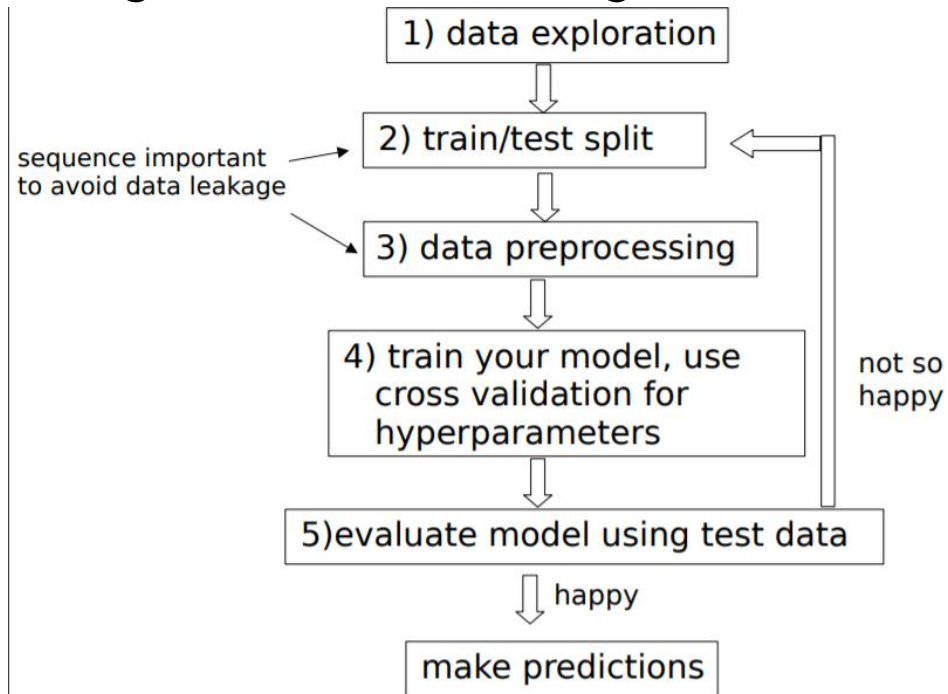 1) data exploration
2) train/test split
sequence important
to avoid data leakage
3) data preprocessing
4) train your model, use
cross validation for
hyperparameters
not so
happy
5)evaluate model using test data
happy
make predictions